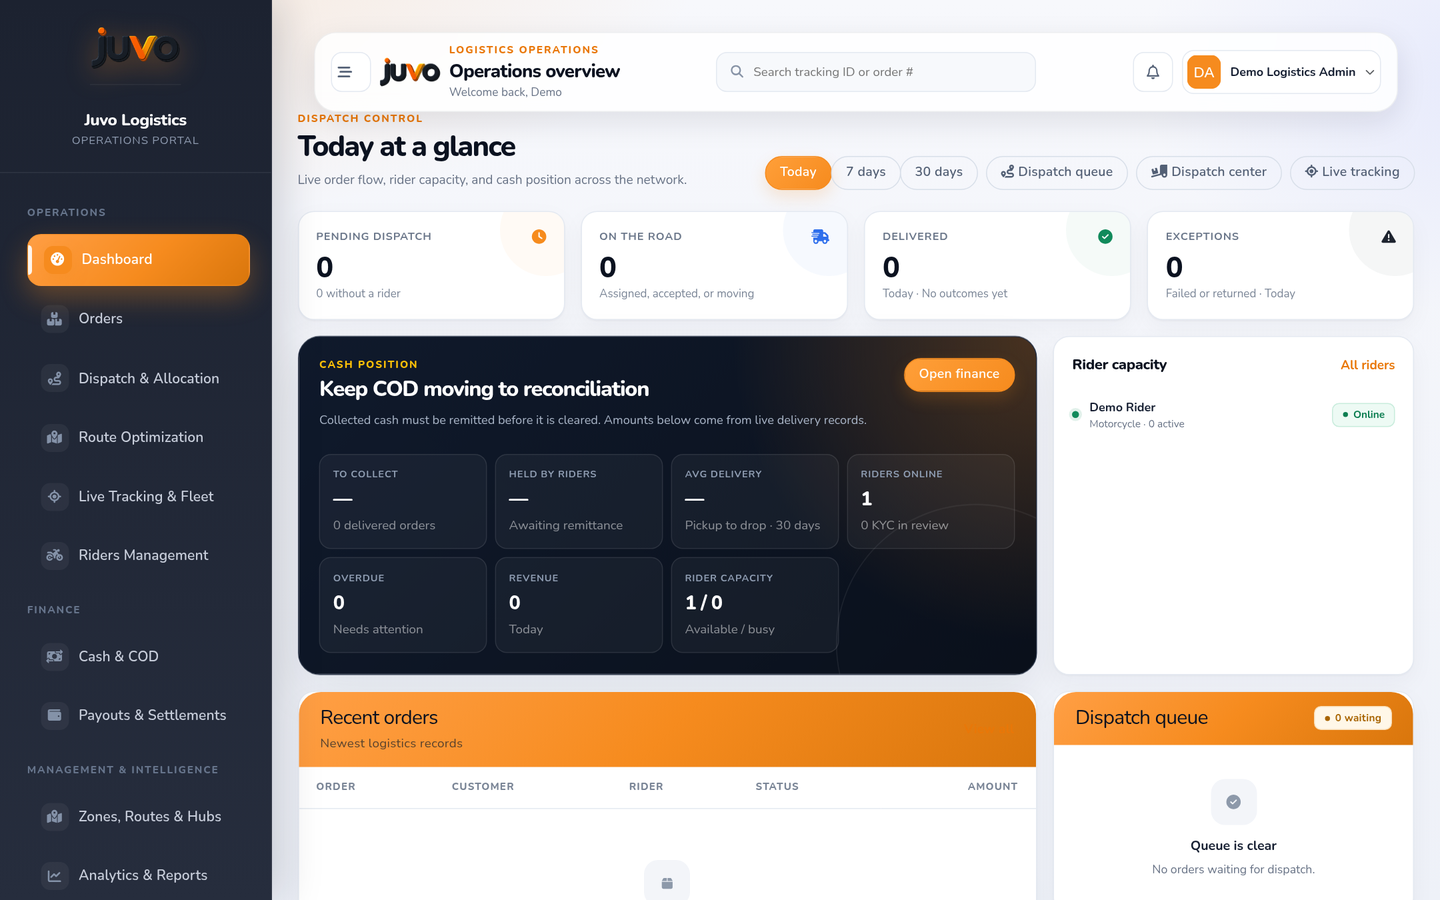 juvo
Juvo Logistics
OPERATIONS PORTAL
OPERATIONS
Dashboard
Orders
Dispatch & Allocation
Route Optimization
Live Tracking & Fleet
Riders Management
FINANCE
Cash & COD
Payouts & Settlements
MANAGEMENT & INTELLIGENCE
Zones, Routes & Hubs
Analytics & Reports
juvo
LOGISTICS OPERATIONS
Operations overview
Welcome back, Demo
Search tracking ID or order #
DA
Demo Logistics Admin
DISPATCH CONTROL
Today at a glance
Live order flow, rider capacity, and cash position across the network.
Today
7 days
30 days
Dispatch queue
Dispatch center
Live tracking
PENDING DISPATCH
0
0 without a rider
ON THE ROAD
0
Assigned, accepted, or moving
DELIVERED
0
Today · No outcomes yet
EXCEPTIONS
0
Failed or returned · Today
CASH POSITION
Keep COD moving to reconciliation
Collected cash must be remitted before it is cleared. Amounts below come from live delivery records.
Open finance
TO COLLECT
—
0 delivered orders
HELD BY RIDERS
—
Awaiting remittance
AVG DELIVERY
—
Pickup to drop · 30 days
RIDERS ONLINE
1
0 KYC in review
OVERDUE
0
Needs attention
REVENUE
0
Today
RIDER CAPACITY
1 / 0
Available / busy
Rider capacity
All riders
Demo Rider
Motorcycle · 0 active
Online
Recent orders
Newest logistics records
ORDER CUSTOMER RIDER STATUS AMOUNT
Dispatch queue
0 waiting
Queue is clear
No orders waiting for dispatch.